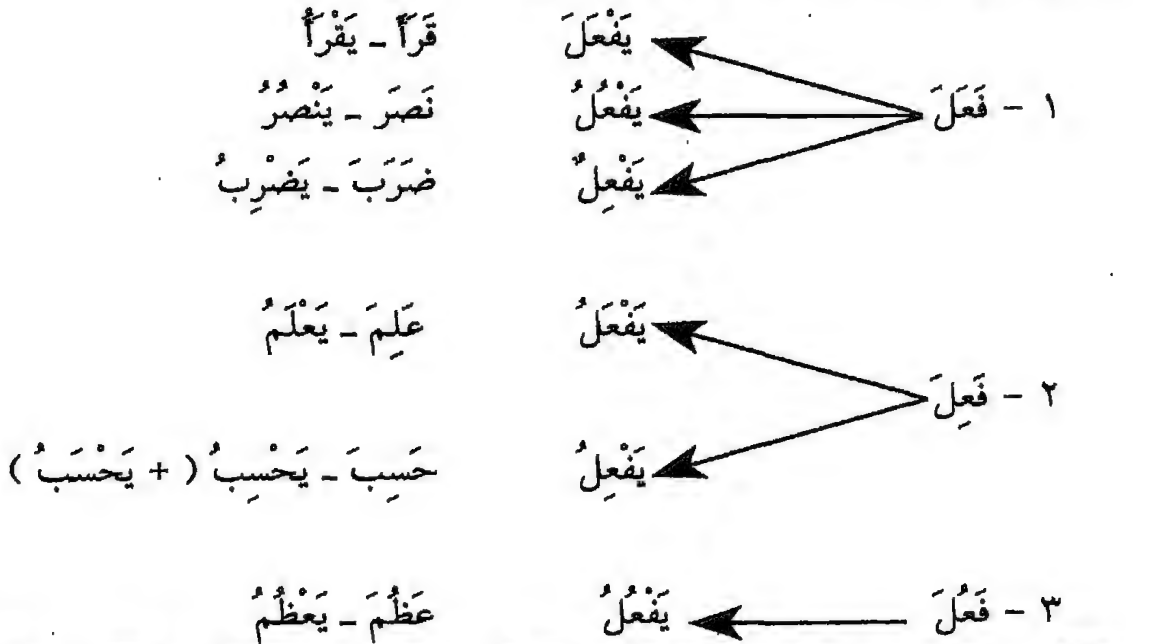 يَفْعَلَ قَرَأَ ـ يَقْرَأُ
١ - فَعَلَ يَفْعُلُ نَصَر ـ يَنْصُرُ
يَفْعِلُ ضَرَبَ ـ يَضْرِبُ
يَفْعَلُ عَلِمَ ـ يَعْلَمُ
٢ - فَعِلَ
يَفْعِلُ حَسِبَ ـ يَحْسِبُ ( + يَحْسَبُ )
٣ - فَعُلَ يَفْعُلُ عَظُمَ ـ يَعْظُمُ